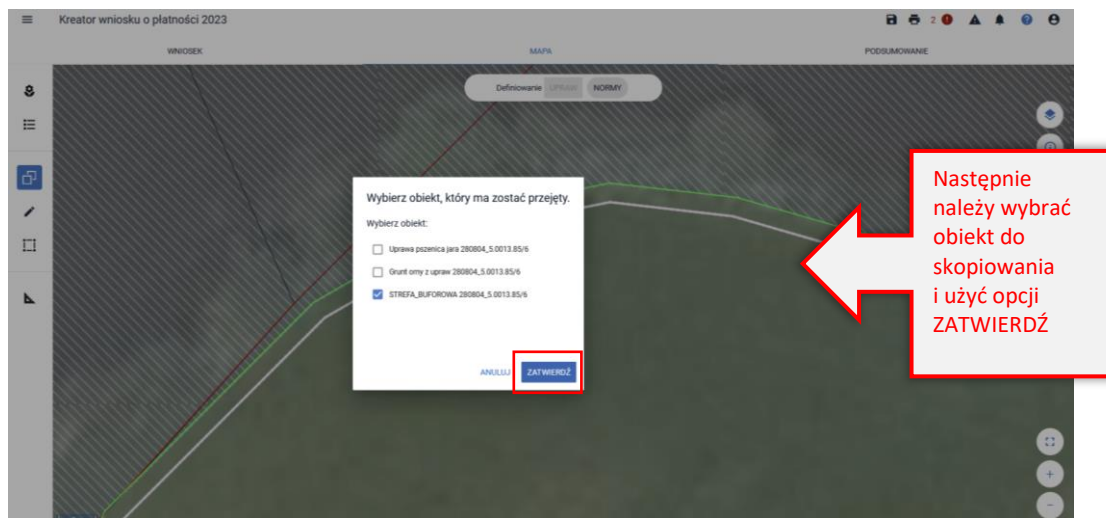 Kreator wniosku o płatności 2023
2
WNIOSEK
MAPA
PODSUMOWANIE
Definiowanie UPRAW NORMY
Wybierz obiekt, który ma zostać przejęty.
Wybierz obiekt:
Uprawa pszenica jara 280804_5.0013.85/6
Grunt orny z upraw 280804_5.0013.85/6
STREFA_BUFOROWA 280804_5.0013.85/6
ANULUJ
ZATWIERDŹ
Następnie
należy wybrać
obiekt do
skopiowania
i użyć opcji
ZATWIERDŹ